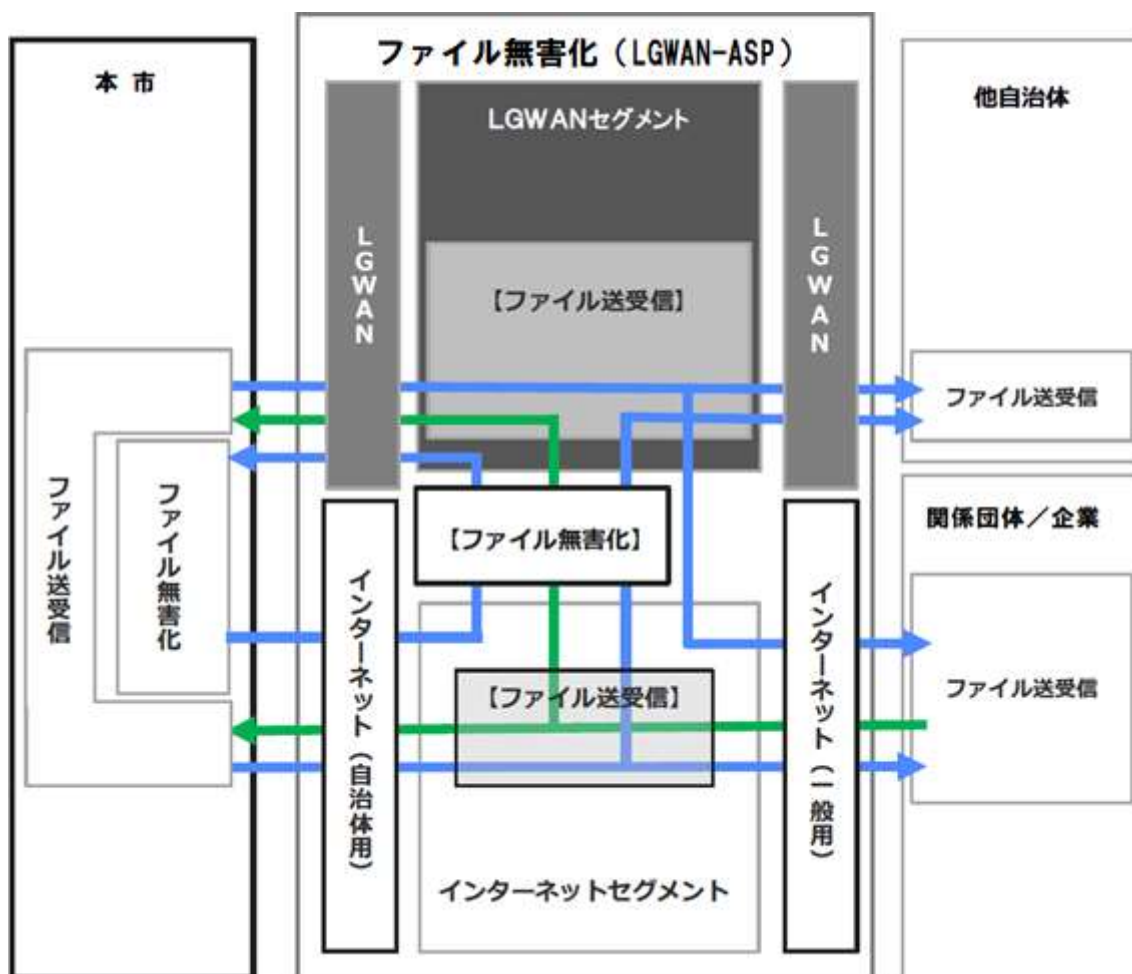 ファイル無害化（LGWAN-ASP）
本 市
他自治体
LGWANセグメント
LGWAN
LGWAN
【ファイル送受信】
ファイル送受信
ファイル送受信
ファイル無害化
【ファイル無害化】
関係団体／企業
インターネット（自治体用）
インターネット（一般用）
【ファイル送受信】
ファイル送受信
インターネットセグメント